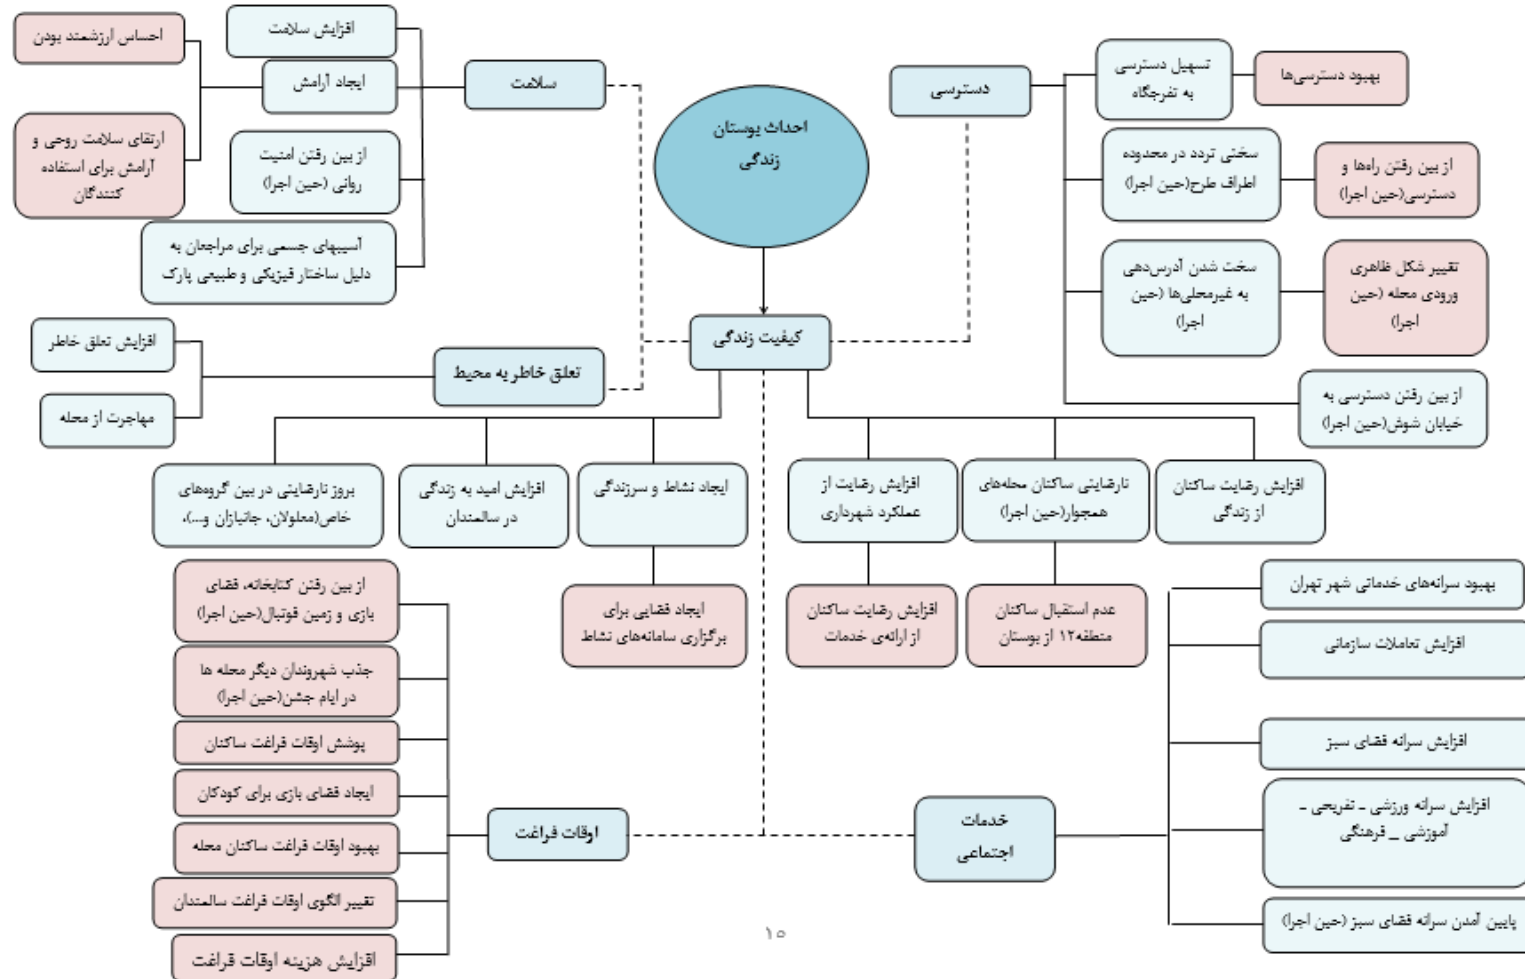 احداث بوستان
زندگی
کیفیت زندگی
دسترسی
تسهیل دسترسی
به تفرجگاه
بهبود دسترسی‌ها
سختی تردد در محدوده
اطراف طرح(حین اجرا)
از بین رفتن راه‌ها و
دسترسی(حین اجرا)
سخت شدن آدرس‌دهی
به غیرمحلی‌ها (حین
اجرا)
تغییر شکل ظاهری
ورودی محله (حین
اجرا)
از بین رفتن دسترسی به
خیابان شوش(حین اجرا)
سلامت
افزایش سلامت
ایجاد آرامش
احساس ارزشمند بودن
ارتقای سلامت روحی و
آرامش برای استفاده
کنندگان
از بین رفتن امنیت
روانی (حین اجرا)
آسیبهای جسمی برای مراجعان به
دلیل ساختار فیزیکی و طبیعی پارک
تعلق خاطر به محیط
افزایش تعلق خاطر
مهاجرت از محله
افزایش رضایت ساکنان
از زندگی
نارضایتی ساکنان محله‌های
همجوار(حین اجرا)
افزایش رضایت از
عملکرد شهرداری
ایجاد نشاط و سرزندگی
افزایش امید به زندگی
در سالمندان
بروز نارضایتی در بین گروه‌های
خاص(معلولان، جانبازان و...)،
عدم استقبال ساکنان
منطقه۱۲ از بوستان
افزایش رضایت ساکنان
از ارائه‌ی خدمات
ایجاد فضایی برای
برگزاری سامانه‌های نشاط
خدمات
اجتماعی
بهبود سرانه‌های خدماتی شهر تهران
افزایش تعاملات سازمانی
افزایش سرانه فضای سبز
افزایش سرانه ورزشی ـ تفریحی ـ
آموزشی ــ فرهنگی
پایین آمدن سرانه فضای سبز (حین اجرا)
اوقات فراغت
از بین رفتن کتابخانه، فضای
بازی و زمین فوتبال(حین اجرا)
جذب شهروندان دیگر محله ها
در ایام جشن(حین اجرا)
پوشش اوقات فراغت ساکنان
ایجاد فضای بازی برای کودکان
بهبود اوقات فراغت ساکنان محله
تغییر الگوی اوقات فراغت سالمندان
افزایش هزینه اوقات فراغت
۱۵